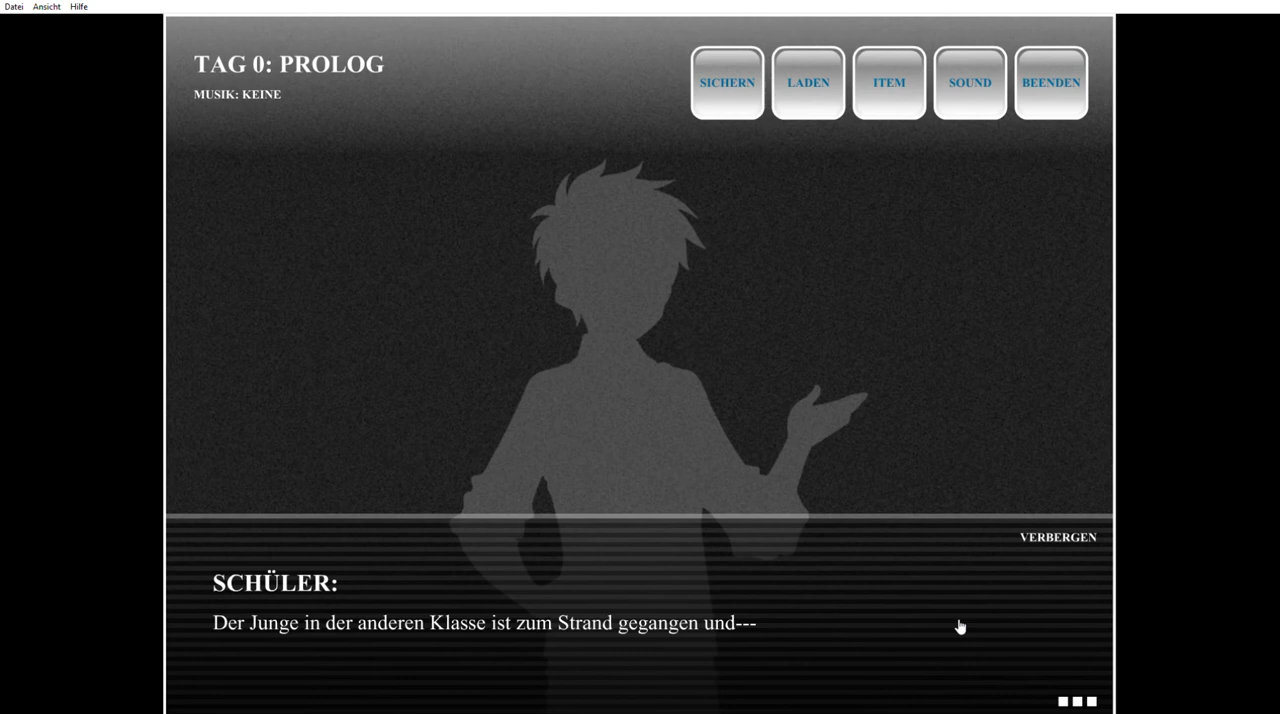 Datei Ansicht Hilfe
TAG 0: PROLOG
MUSIK: KEINE
SICHERN LADEN ITEM SOUND BEENDEN
VERBERGEN
SCHÜLER:
Der Junge in der anderen Klasse ist zum Strand gegangen und---